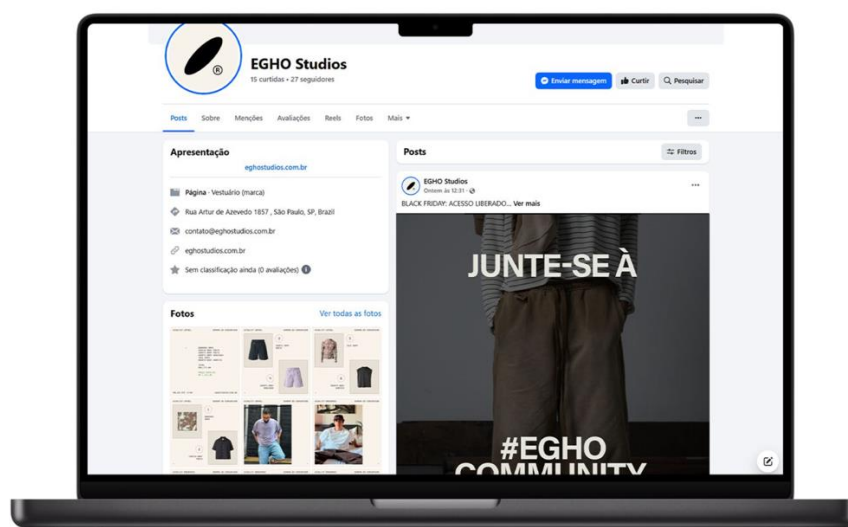 ®
EGHO Studios
15 curtidas • 27 seguidores
Enviar mensagem
Curtir
Pesquisar
Posts Sobre Menções Avaliações Reels Fotos Mais
Apresentação
eghostudios.com.br
Página · Vestuário (marca)
Rua Artur de Azevedo 1857 , São Paulo, SP, Brazil
contato@eghostudios.com.br
eghostudios.com.br
Sem classificação ainda (0 avaliações)
Fotos
Ver todas as fotos
Posts
Filtros
EGHO Studios
Ontem às 12:31
BLACK FRIDAY: ACESSO LIBERADO... Ver mais
JUNTE-SE À
#EGHO
COMMUNITY